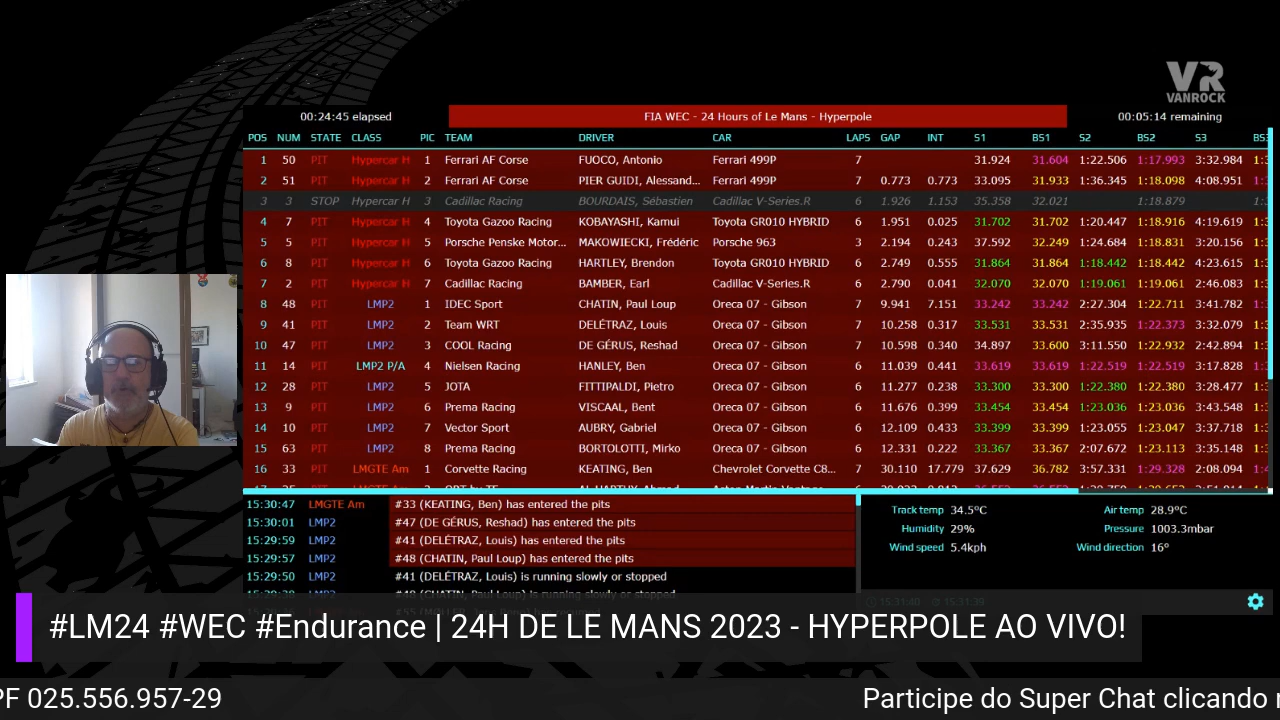 VR
VANROCK
00:24:45 elapsed FIA WEC - 24 Hours of Le Mans - Hyperpole 00:05:14 remaining
POS NUM STATE CLASS PIC TEAM DRIVER CAR LAPS GAP INT S1 BS1 S2 BS2 S3 BS3
1 50 PIT Hypercar H 1 Ferrari AF Corse FUOCO, Antonio Ferrari 499P 7 31.924 31.604 1:22.506 1:17.993 3:32.984
2 51 PIT Hypercar H 2 Ferrari AF Corse PIER GUIDI, Alessand... Ferrari 499P 7 0.773 0.773 33.095 31.933 1:36.345 1:18.098 4:08.951
3 3 STOP Hypercar H 3 Cadillac Racing BOURDAIS, Sébastien Cadillac V-Series.R 6 1.926 1.153 35.358 32.021 1:18.879
4 7 PIT Hypercar H 4 Toyota Gazoo Racing KOBAYASHI, Kamui Toyota GR010 HYBRID 6 1.951 0.025 31.702 31.702 1:20.447 1:18.916 4:19.619
5 5 PIT Hypercar H 5 Porsche Penske Motor... MAKOWIECKI, Frédéric Porsche 963 3 2.194 0.243 37.592 32.249 1:24.684 1:18.831 3:20.156
6 8 PIT Hypercar H 6 Toyota Gazoo Racing HARTLEY, Brendon Toyota GR010 HYBRID 6 2.749 0.555 31.864 31.864 1:18.442 1:18.442 4:23.615
7 2 PIT Hypercar H 7 Cadillac Racing BAMBER, Earl Cadillac V-Series.R 6 2.790 0.041 32.070 32.070 1:19.061 1:19.061 2:46.083
8 48 PIT LMP2 1 IDEC Sport CHATIN, Paul Loup Oreca 07 - Gibson 7 9.941 7.151 33.242 33.242 2:27.304 1:22.711 3:41.782
9 41 PIT LMP2 2 Team WRT DELÉTRAZ, Louis Oreca 07 - Gibson 7 10.258 0.317 33.531 33.531 2:35.935 1:22.373 3:32.079
10 47 PIT LMP2 3 COOL Racing DE GÉRUS, Reshad Oreca 07 - Gibson 7 10.598 0.340 34.897 33.600 3:11.550 1:22.932 2:42.894
11 14 PIT LMP2 P/A 4 Nielsen Racing HANLEY, Ben Oreca 07 - Gibson 7 11.039 0.441 33.619 33.619 1:22.519 1:22.519 3:17.828
12 28 PIT LMP2 5 JOTA FITTIPALDI, Pietro Oreca 07 - Gibson 6 11.277 0.238 33.300 33.300 1:22.380 1:22.380 3:28.477
13 9 PIT LMP2 6 Prema Racing VISCAAL, Bent Oreca 07 - Gibson 6 11.676 0.399 33.454 33.454 1:23.036 1:23.036 3:43.548
14 10 PIT LMP2 7 Vector Sport AUBRY, Gabriel Oreca 07 - Gibson 6 12.109 0.433 33.399 33.399 1:23.055 1:23.047 3:37.718
15 63 PIT LMP2 8 Prema Racing BORTOLOTTI, Mirko Oreca 07 - Gibson 6 12.331 0.222 33.367 33.367 2:07.672 1:23.113 3:35.148
16 33 PIT LMGTE Am 1 Corvette Racing KEATING, Ben Chevrolet Corvette C8... 7 30.110 17.779 37.629 36.782 3:57.331 1:29.328 2:08.094
15:30:47 LMGTE Am #33 (KEATING, Ben) has entered the pits
15:30:01 LMP2 #47 (DE GÉRUS, Reshad) has entered the pits
15:29:59 LMP2 #41 (DELÉTRAZ, Louis) has entered the pits
15:29:57 LMP2 #48 (CHATIN, Paul Loup) has entered the pits
15:29:50 LMP2 #41 (DELÉTRAZ, Louis) is running slowly or stopped
LMP2 #48 (CHATIN, Paul Loup) is running slowly or stopped
Track temp 34.5°C Air temp 28.9°C
Humidity 29% Pressure 1003.3mbar
Wind speed 5.4kph Wind direction 16°
#LM24 #WEC #Endurance | 24H DE LE MANS 2023 - HYPERPOLE AO VIVO!
PF 025.556.957-29 Participe do Super Chat clicando